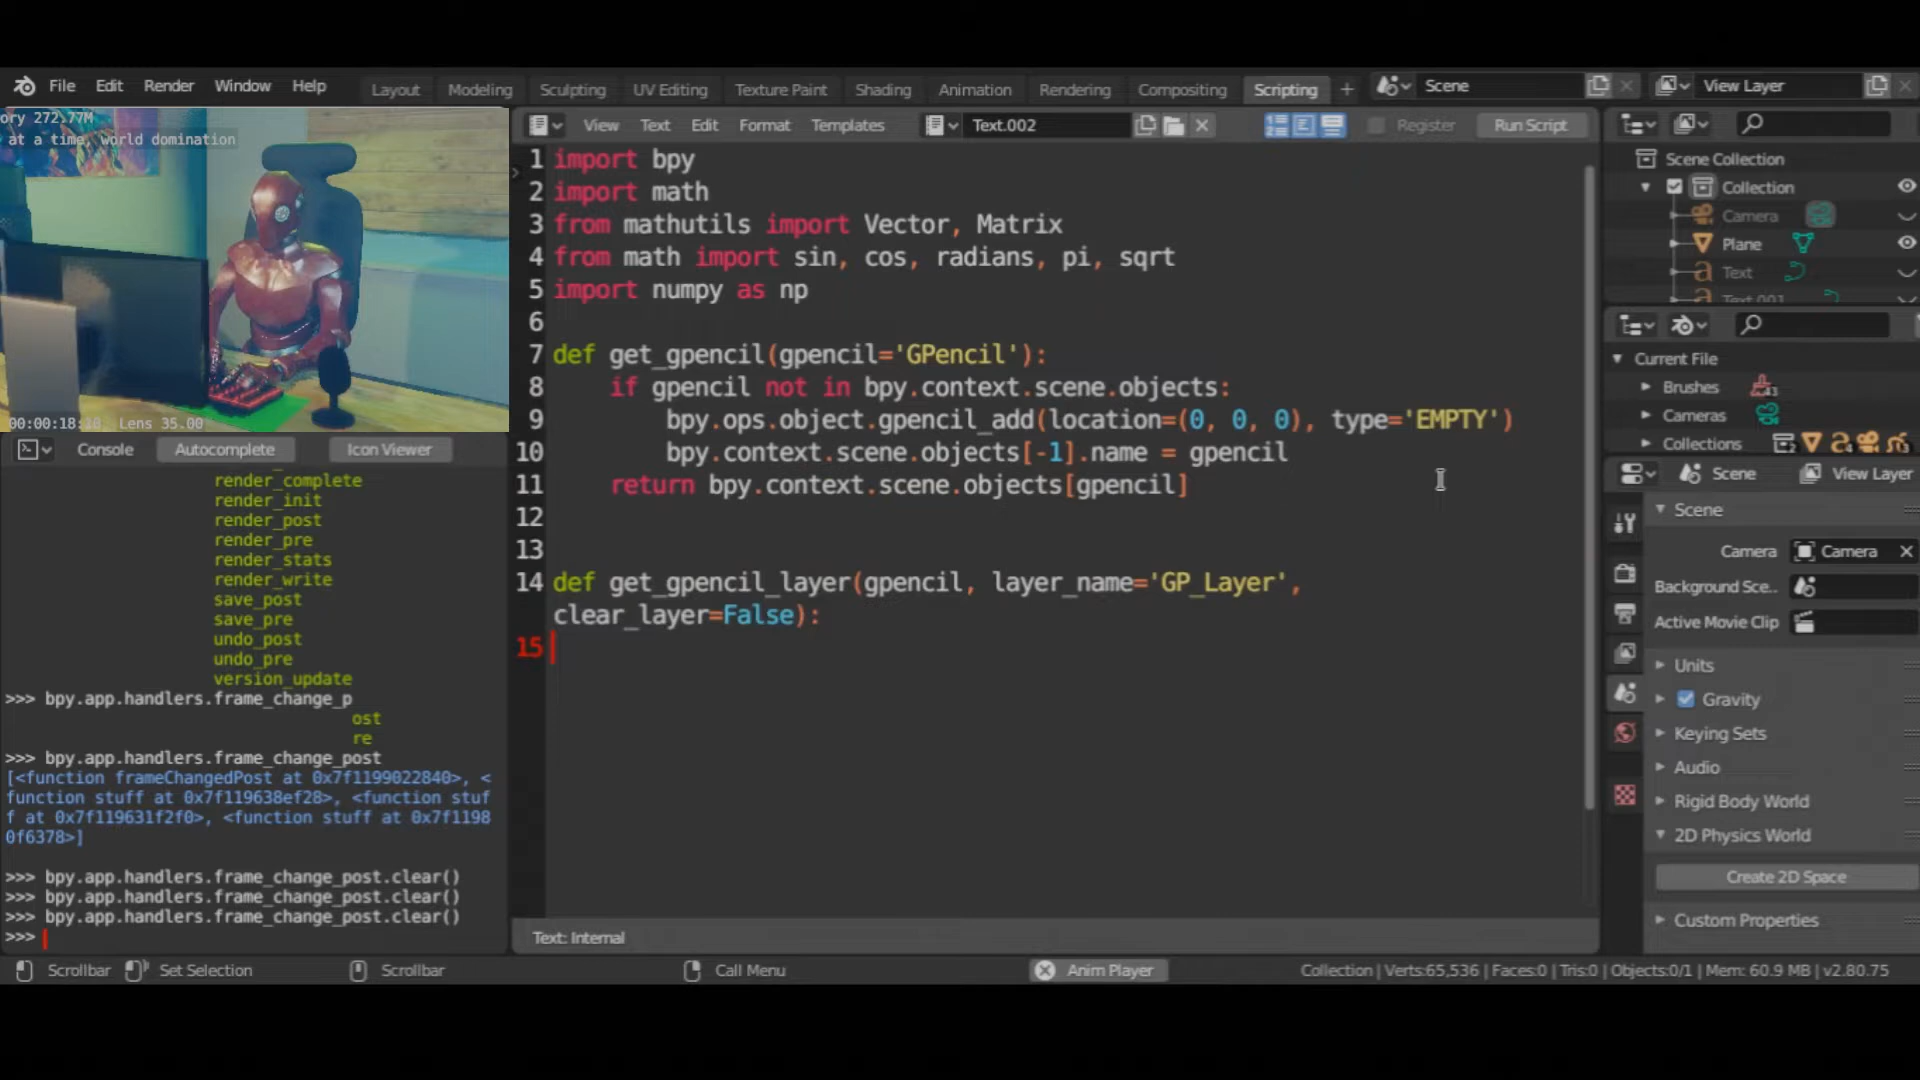 File Edit Render Window Help Layout Modeling Sculpting UV Editing Texture Paint Shading Animation Rendering Compositing Scripting + Scene View Layer
ory 272.77M
at a time, world domination
00:00:18:18, Lens 35.00
Console Autocomplete Icon Viewer
render_complete
render_init
render_post
render_pre
render_stats
render_write
save_post
save_pre
undo_post
undo_pre
version_update
>>> bpy.app.handlers.frame_change_p
ost
re
>>> bpy.app.handlers.frame_change_post
[<function frameChangedPost at 0x7f1199022840>, <
function stuff at 0x7f119638ef28>, <function stuf
f at 0x7f119631f2f0>, <function stuff at 0x7f1198
0f6378>]
>>> bpy.app.handlers.frame_change_post.clear()
>>> bpy.app.handlers.frame_change_post.clear()
>>> bpy.app.handlers.frame_change_post.clear()
>>>
View Text Edit Format Templates Text.002 Register Run Script
1 import bpy
2 import math
3 from mathutils import Vector, Matrix
4 from math import sin, cos, radians, pi, sqrt
5 import numpy as np
6
7 def get_gpencil(gpencil='GPencil'):
8 if gpencil not in bpy.context.scene.objects:
9 bpy.ops.object.gpencil_add(location=(0, 0, 0), type='EMPTY')
10 bpy.context.scene.objects[-1].name = gpencil
11 return bpy.context.scene.objects[gpencil]
12
13
14 def get_gpencil_layer(gpencil, layer_name='GP_Layer',
clear_layer=False):
15
Text: Internal
Scene Collection
Collection
Camera
Plane
Text
Text.001
Current File
Brushes 43
Cameras
Collections
Scene View Layer
Scene
Camera Camera
Background Sce..
Active Movie Clip
Units
Gravity
Keying Sets
Audio
Rigid Body World
2D Physics World
Create 2D Space
Custom Properties
Scrollbar Set Selection Scrollbar Call Menu Anim Player Collection | Verts:65,536 | Faces:0 | Tris:0 | Objects:0/1 | Mem: 60.9 MB | v2.80.75